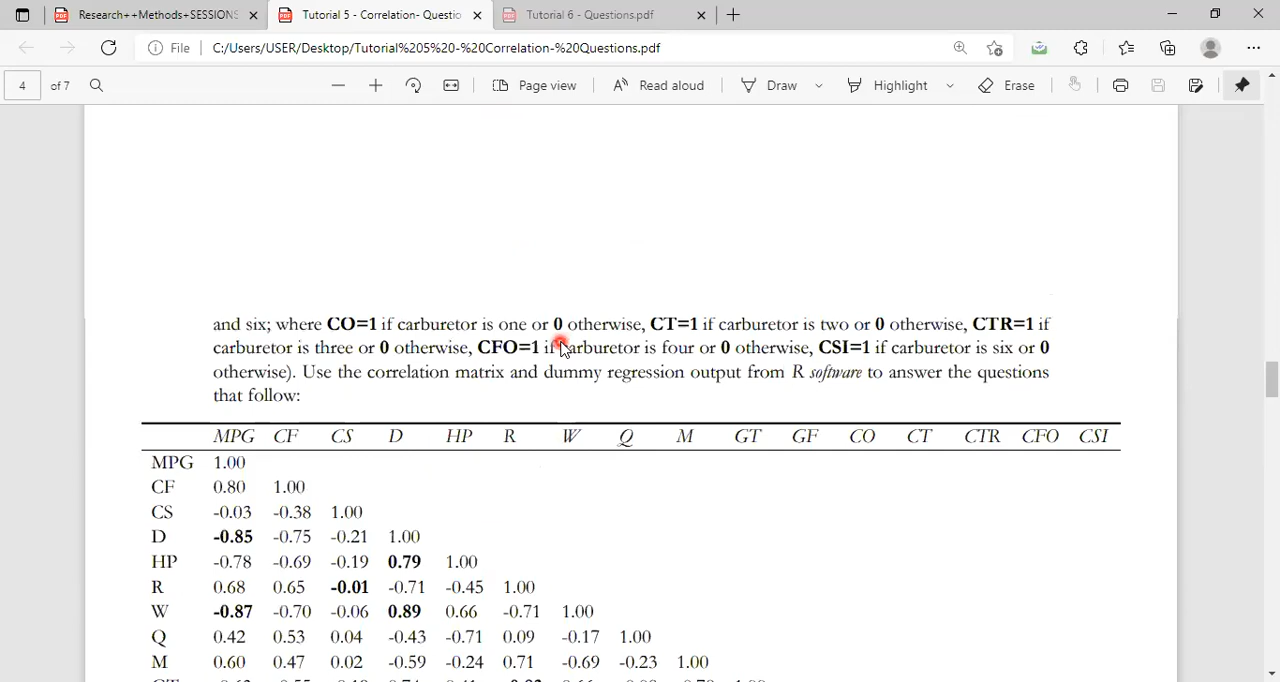 Research++Methods+SESSIONS
Tutorial 5 - Correlation- Questio
Tutorial 6 - Questions.pdf
File
C:/Users/USER/Desktop/Tutorial%205%20-%20Correlation-%20Questions.pdf
4 of 7
Page view
Read aloud
Draw
Highlight
Erase
and six; where CO=1 if carburetor is one or 0 otherwise, CT=1 if carburetor is two or 0 otherwise, CTR=1 if
carburetor is three or 0 otherwise, CFO=1 if carburetor is four or 0 otherwise, CSI=1 if carburetor is six or 0
otherwise). Use the correlation matrix and dummy regression output from R software to answer the questions
that follow:
MPG CF CS D HP R W Q M GT GF CO CT CTR CFO CSI
MPG 1.00
CF 0.80 1.00
CS -0.03 -0.38 1.00
D -0.85 -0.75 -0.21 1.00
HP -0.78 -0.69 -0.19 0.79 1.00
R 0.68 0.65 -0.01 -0.71 -0.45 1.00
W -0.87 -0.70 -0.06 0.89 0.66 -0.71 1.00
Q 0.42 0.53 0.04 -0.43 -0.71 0.09 -0.17 1.00
M 0.60 0.47 0.02 -0.59 -0.24 0.71 -0.69 -0.23 1.00